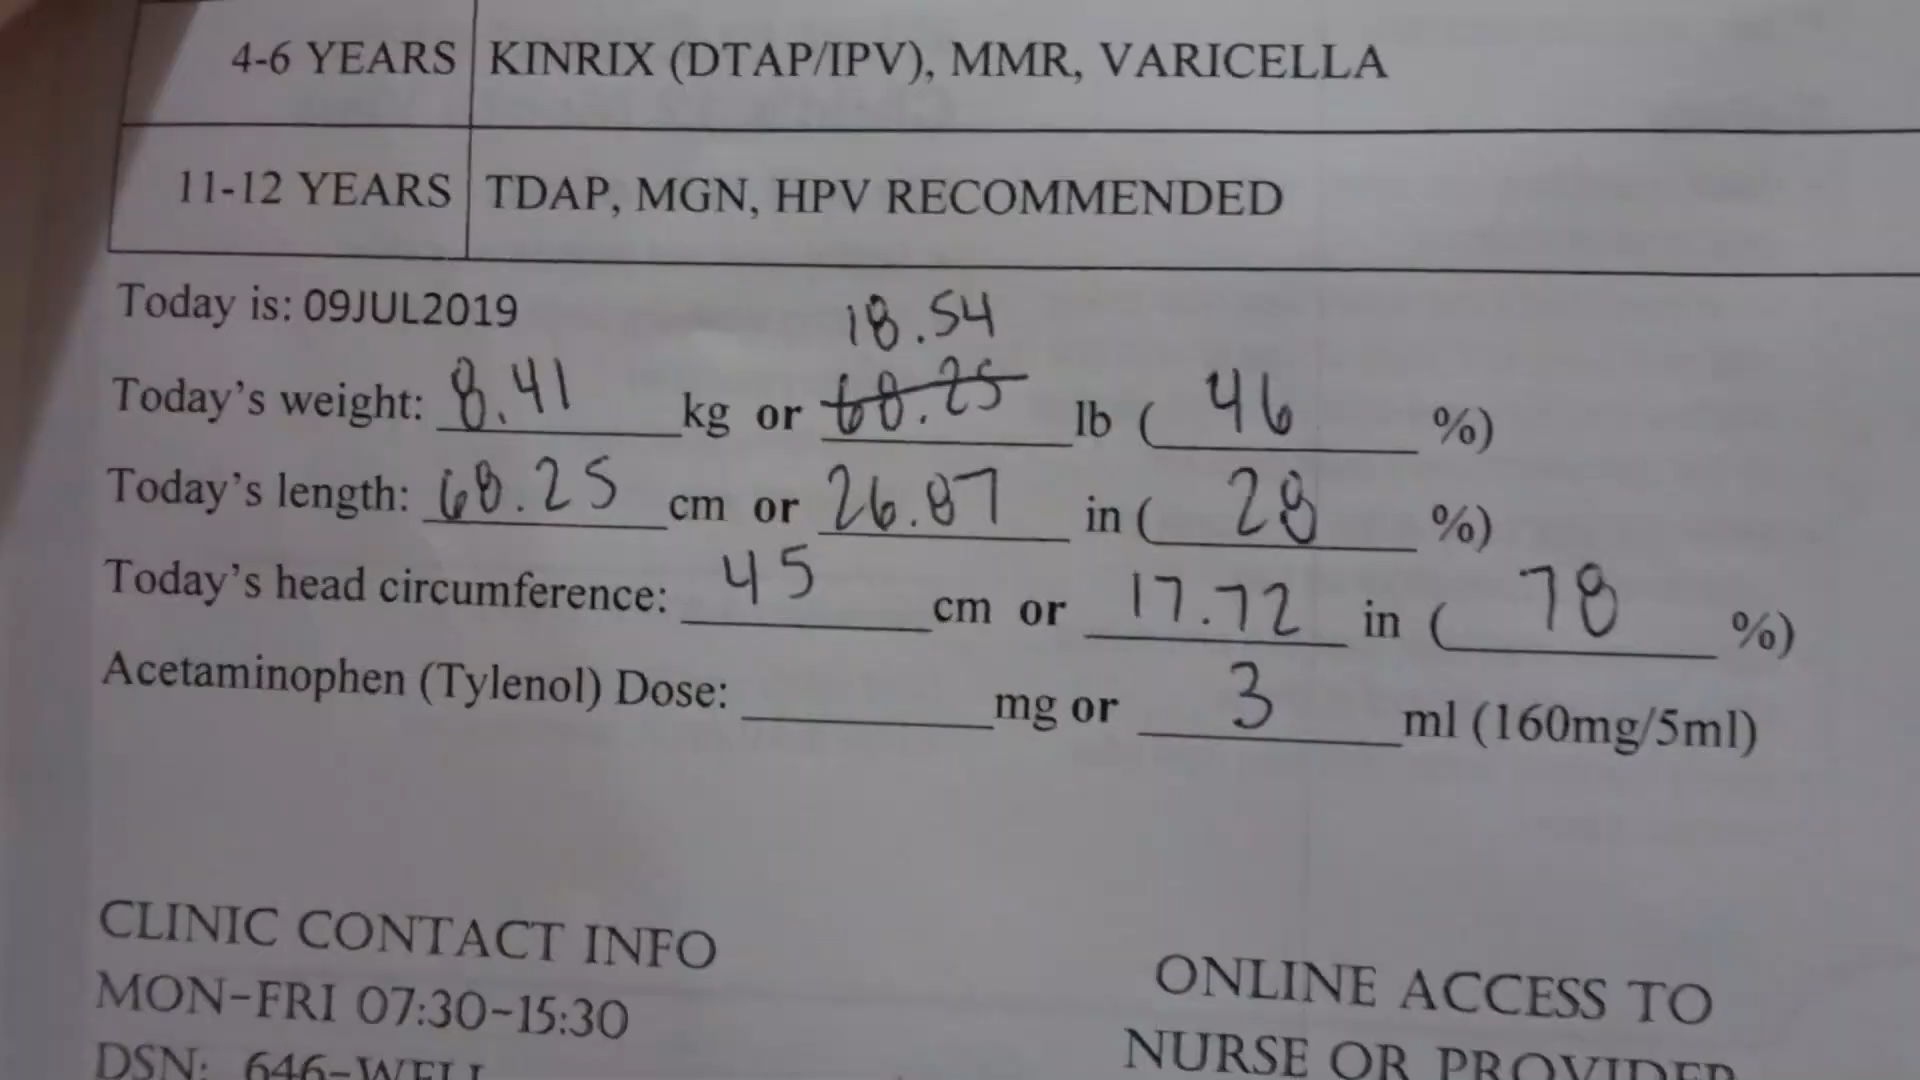 4-6 YEARS KINRIX (DTAP/IPV), MMR, VARICELLA
11-12 YEARS TDAP, MGN, HPV RECOMMENDED
Today is: 09JUL2019
18.54
Today's weight: 8.41 kg or 68.25 lb ( 46 %)
Today's length: 68.25 cm or 26.87 in ( 28 %)
Today's head circumference: 45 cm or 17.72 in ( 78 %)
Acetaminophen (Tylenol) Dose: mg or 3 ml (160mg/5ml)
CLINIC CONTACT INFO
MON-FRI 07:30-15:30
DSN: 646-WELL
ONLINE ACCESS TO
NURSE OR PROVIDER